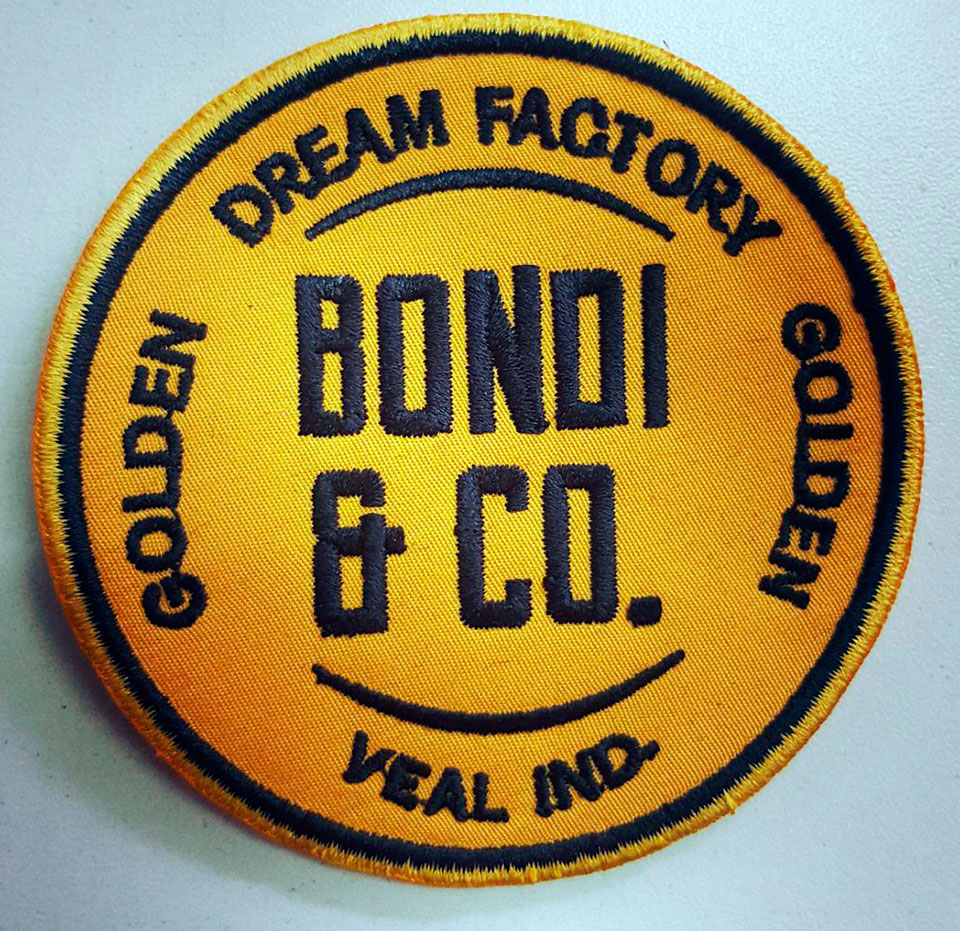 DREAM FACTORY
GOLDEN
BONDI
& CO.
GOLDEN
VEAL IND.